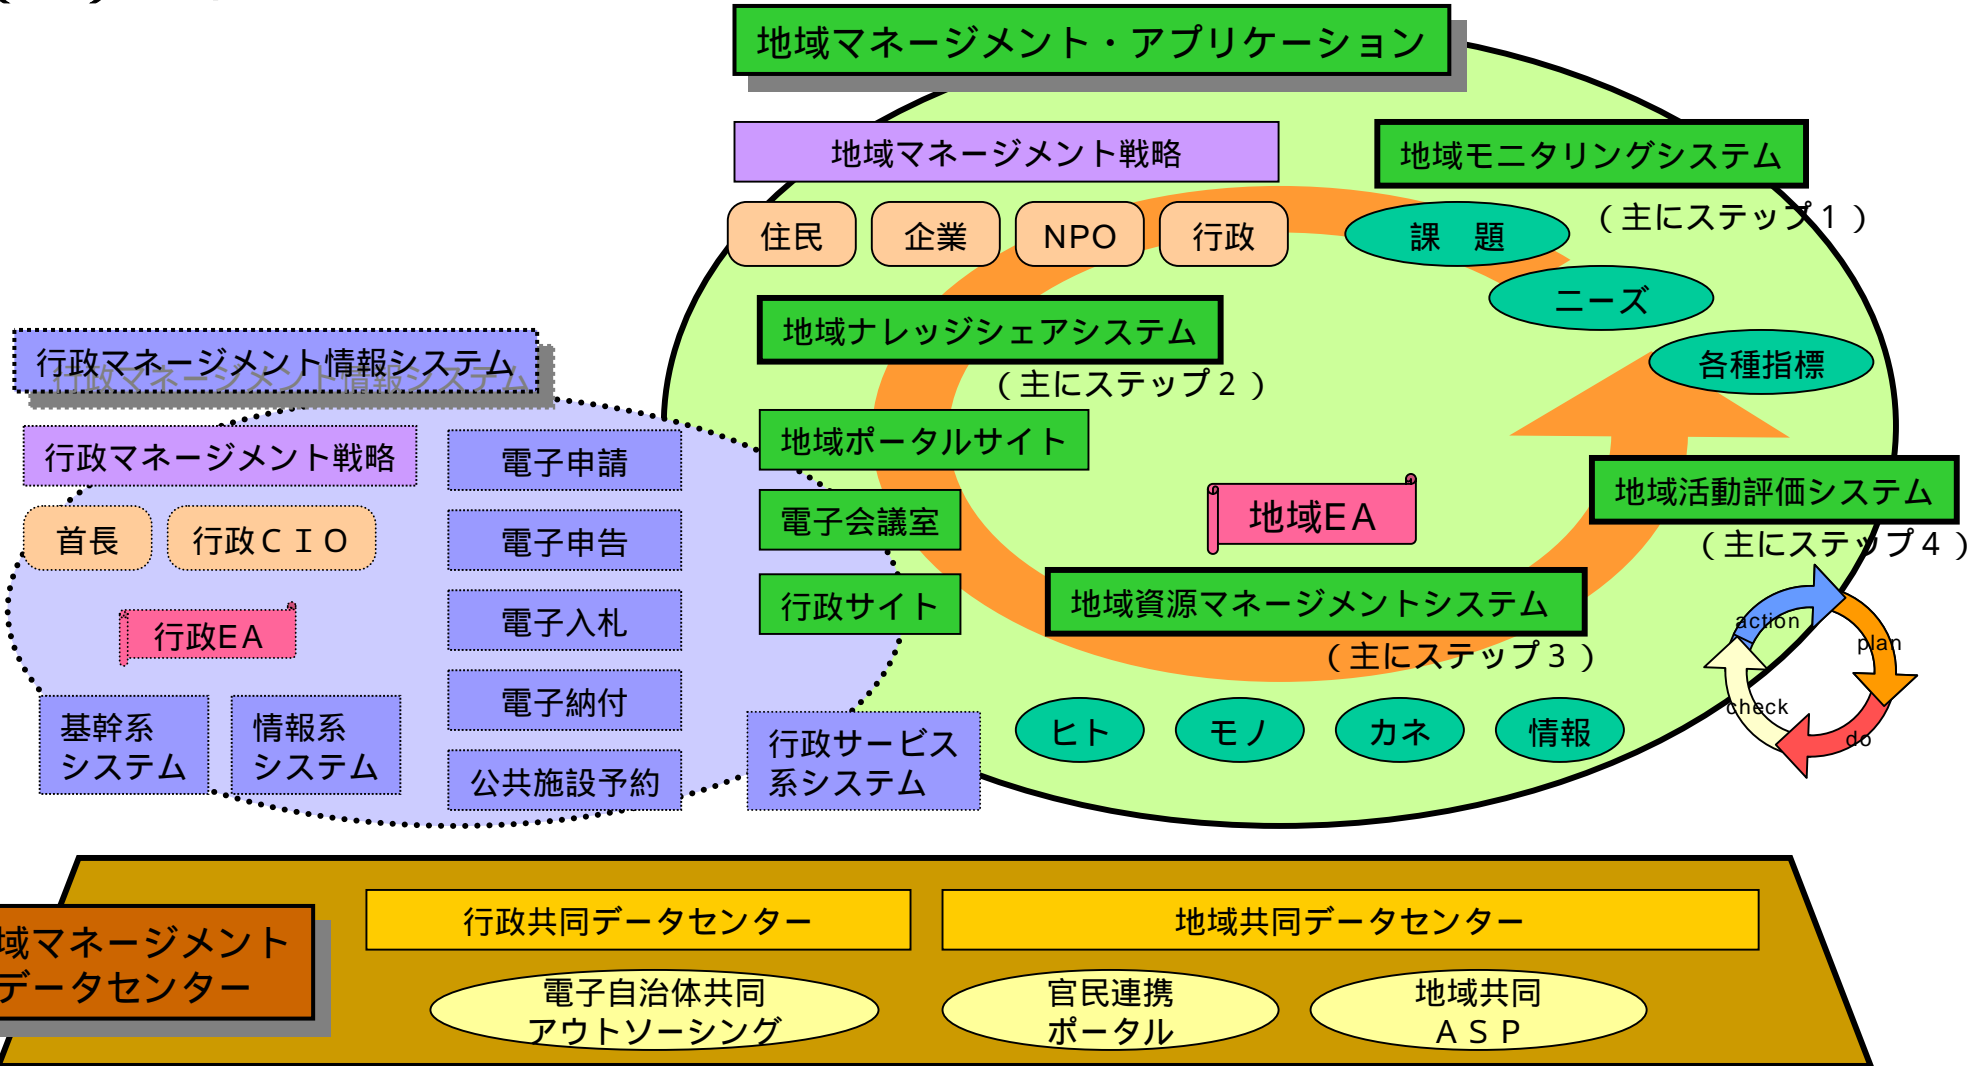 地域マネージメント・アプリケーション
地域マネージメント戦略
地域モニタリングシステム
（主にステップ１）
住民
企業
NPO
行政
課　題
ニーズ
各種指標
地域ナレッジシェアシステム
（主にステップ２）
行政マネージメント情報システム
行政マネージメント戦略
首長
行政ＣＩＯ
行政EA
基幹系
システム
情報系
システム
電子申請
電子申告
電子入札
電子納付
公共施設予約
地域ポータルサイト
電子会議室
行政サイト
行政サービス
系システム
地域EA
地域活動評価システム
（主にステップ４）
地域資源マネージメントシステム
（主にステップ３）
ヒト
モノ
カネ
情報
action
plan
check
do
域マネージメント
データセンター
行政共同データセンター
地域共同データセンター
電子自治体共同
アウトソーシング
官民連携
ポータル
地域共同
ＡＳＰ